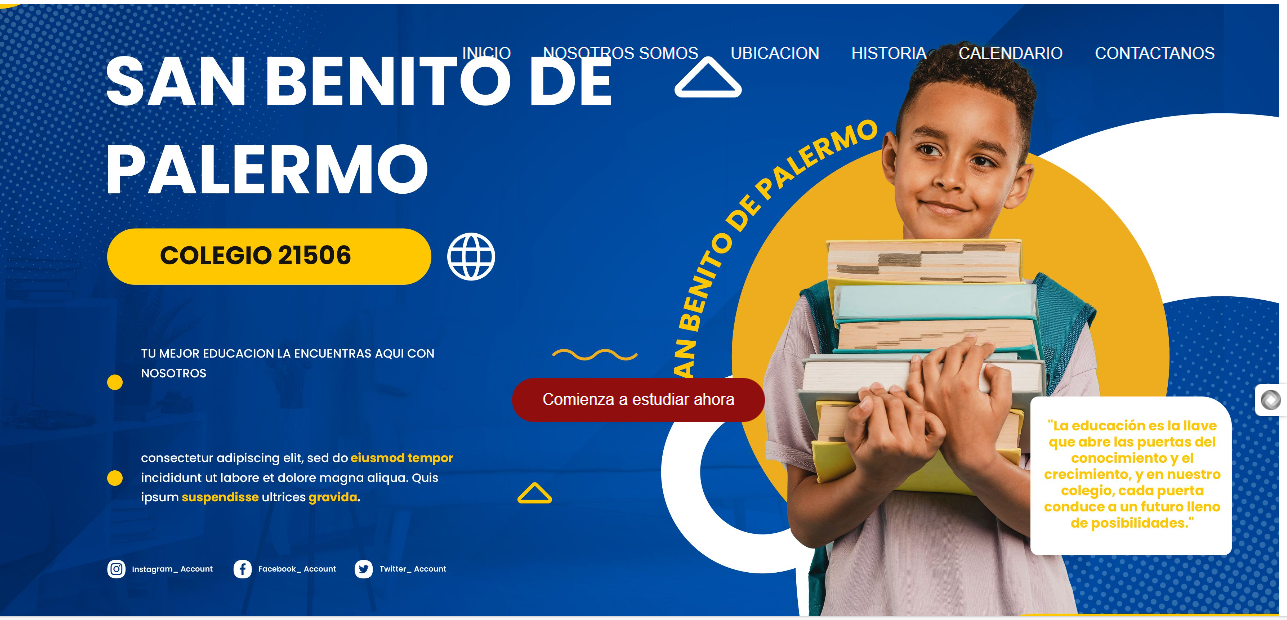 INICIO NOSOTROS SOMOS UBICACION HISTORIA CALENDARIO CONTACTANOS
SAN BENITO DE
PALERMO
COLEGIO 21506
AN BENITO DE PALERMO
TU MEJOR EDUCACION LA ENCUENTRAS AQUI CON
NOSOTROS
Comienza a estudiar ahora
consectetur adipiscing elit, sed do eiusmod tempor
incididunt ut labore et dolore magna aliqua. Quis
ipsum suspendisse ultrices gravida.
"La educación es la llave
que abre las puertas del
conocimiento y el
crecimiento, y en nuestro
colegio, cada puerta
conduce a un futuro lleno
de posibilidades."
Instagram_ Account Facebook_ Account Twitter_ Account